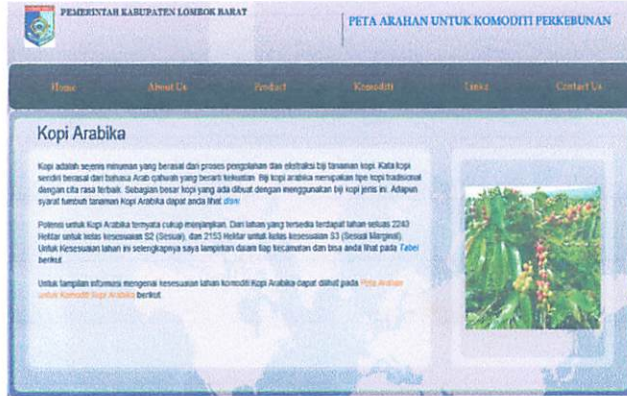 PEMERINTAH KABUPATEN LOMBOK BARAT
PETA ARAHAN UNTUK KOMODITI PERKEBUNAN
Home About Us Product Komoditi Links Contact Us
Kopi Arabika
Kopi adalah sejenis minuman yang berasal dari proses pengolahan dan ekstraksi biji tanaman kopi. Kata kopi
sendiri berasal dari bahasa Arab qahwah yang berarti kekuatan. Biji kopi arabika merupakan tipe kopi tradisional
dengan cita rasa terbaik. Sebagian besar kopi yang ada dibuat dengan menggunakan biji kopi jenis ini. Adapun
syarat tumbuh tanaman Kopi Arabika dapat anda lihat disni
Potensi untuk Kopi Arabika ternyata cukup menjanjikan. Dari lahan yang tersedia terdapat lahan seluas 2243
Hektar untuk kelas kesesuaian S2 (Sesuai), dan 2153 Hektar untuk kelas kesesuaian S3 (Sesuai Marginal).
Untuk Kesesuaian lahan ini selengkapnya saya lampirkan dalam tiap kecamatan dan bisa anda lihat pada Tabel
berikut
Untuk tampilan informasi mengenai kesesuaian lahan komoditi Kopi Arabika dapat dilihat pada Peta Arahan
untuk Komoditi Kopi Arabika berikut